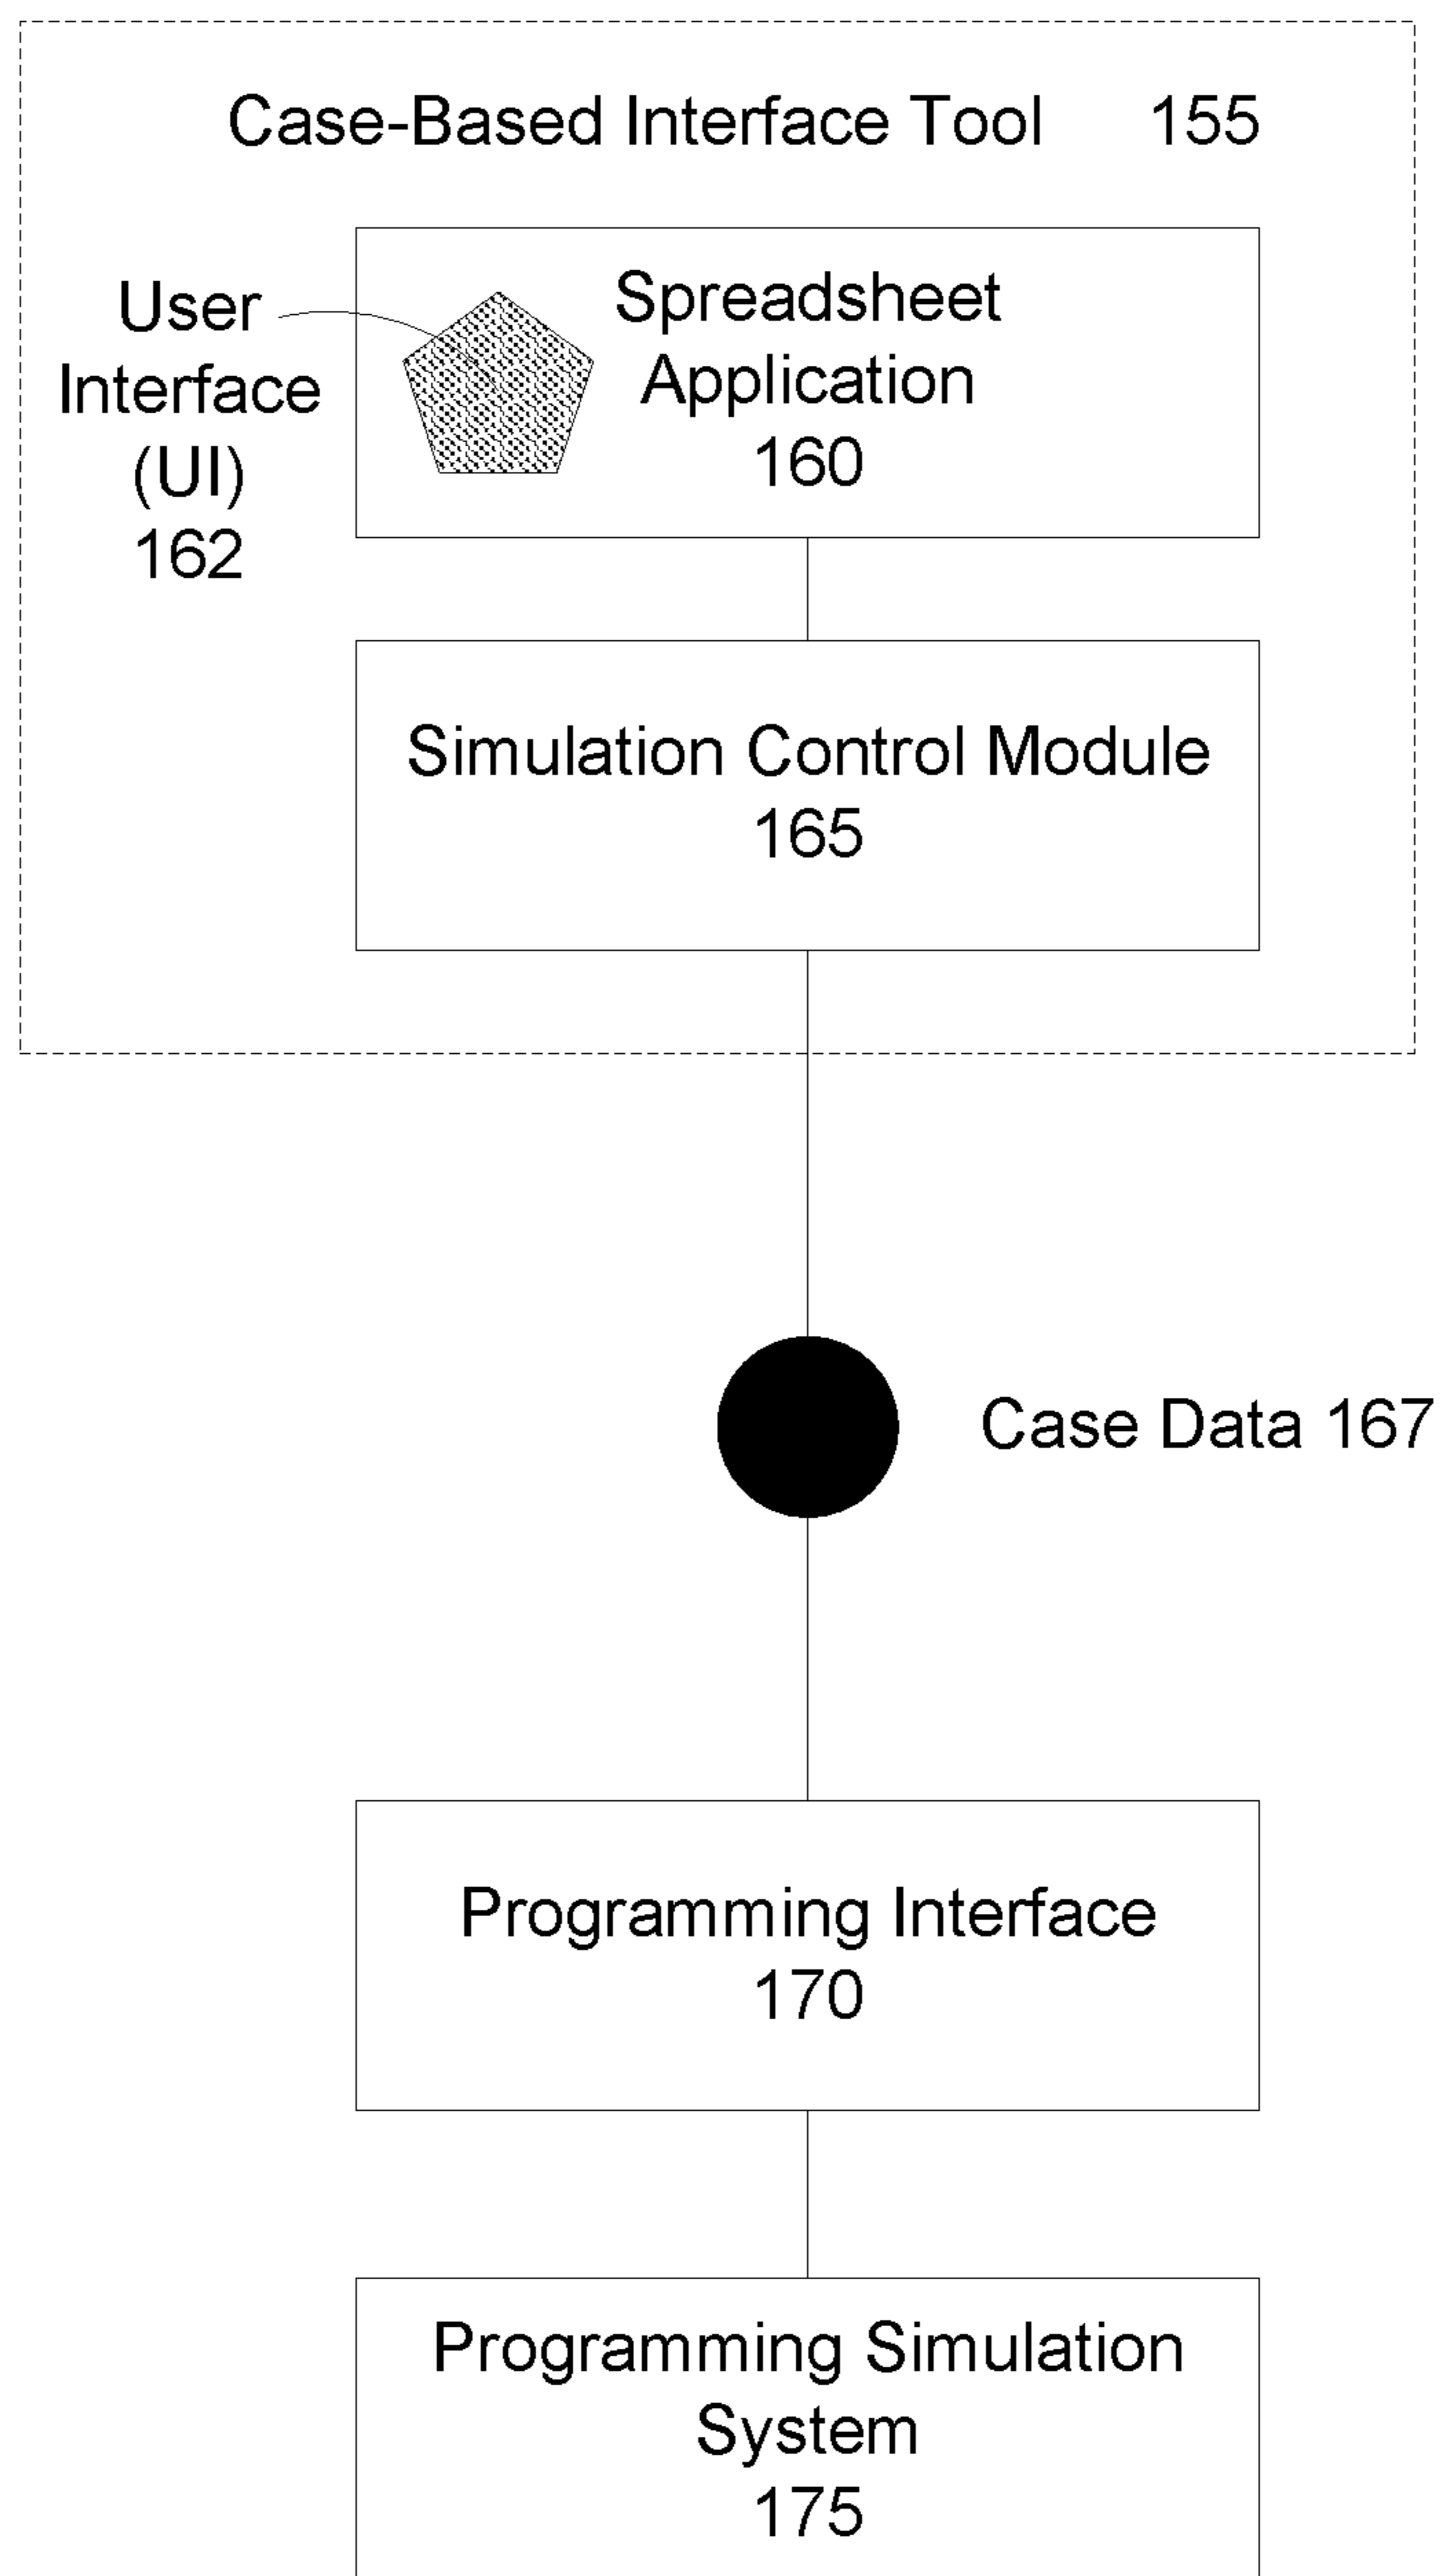 Case-Based Interface Tool 155
User
Interface
(UI)
162
Spreadsheet
Application
160
Simulation Control Module
165
Case Data 167
Programming Interface
170
Programming Simulation
System
175